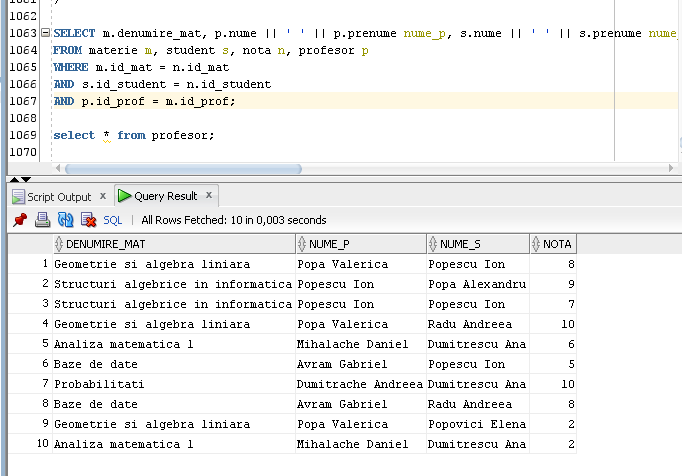 1061 )
1062
1063 SELECT m.denumire_mat, p.nume || ' ' || p.prenume nume_p, s.nume || ' ' || s.prenume nume_
1064 FROM materie m, student s, nota n, profesor p
1065 WHERE m.id_mat = n.id_mat
1066 AND s.id_student = n.id_student
1067 AND p.id_prof = m.id_prof;
1068
1069 select * from profesor;
1070
Script Output x Query Result x
SQL | All Rows Fetched: 10 in 0,003 seconds
DENUMIRE_MAT NUME_P NUME_S NOTA
1 Geometrie si algebra liniara Popa Valerica Popescu Ion 8
2 Structuri algebrice in informatica Popescu Ion Popa Alexandru 9
3 Structuri algebrice in informatica Popescu Ion Popescu Ion 7
4 Geometrie si algebra liniara Popa Valerica Radu Andreea 10
5 Analiza matematica 1 Mihalache Daniel Dumitrescu Ana 6
6 Baze de date Avram Gabriel Popescu Ion 5
7 Probabilitati Dumitrache Andreea Dumitrescu Ana 10
8 Baze de date Avram Gabriel Radu Andreea 8
9 Geometrie si algebra liniara Popa Valerica Popovici Elena 2
10 Analiza matematica 1 Mihalache Daniel Dumitrescu Ana 2